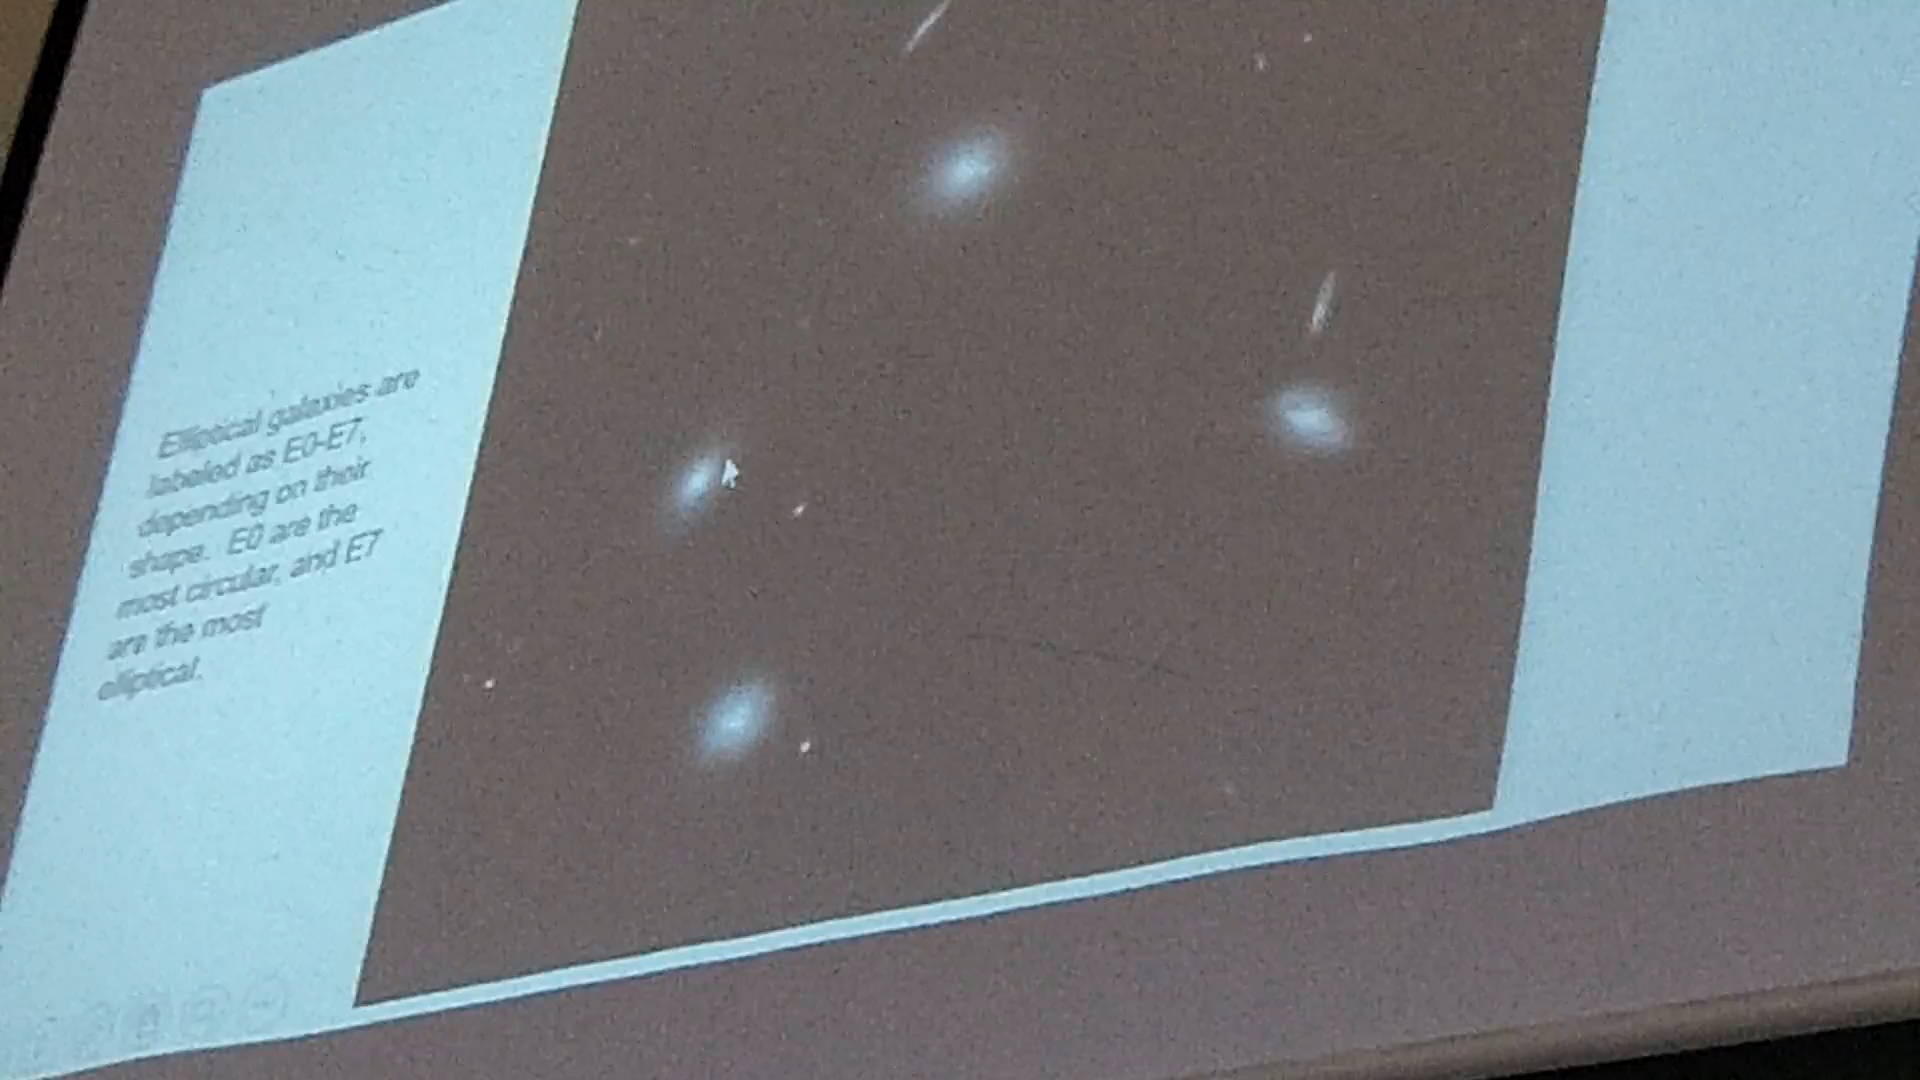 Elliptical galaxies are
labeled as E0-E7,
depending on their
shape. E0 are the
most circular, and E7
are the most
elliptical.